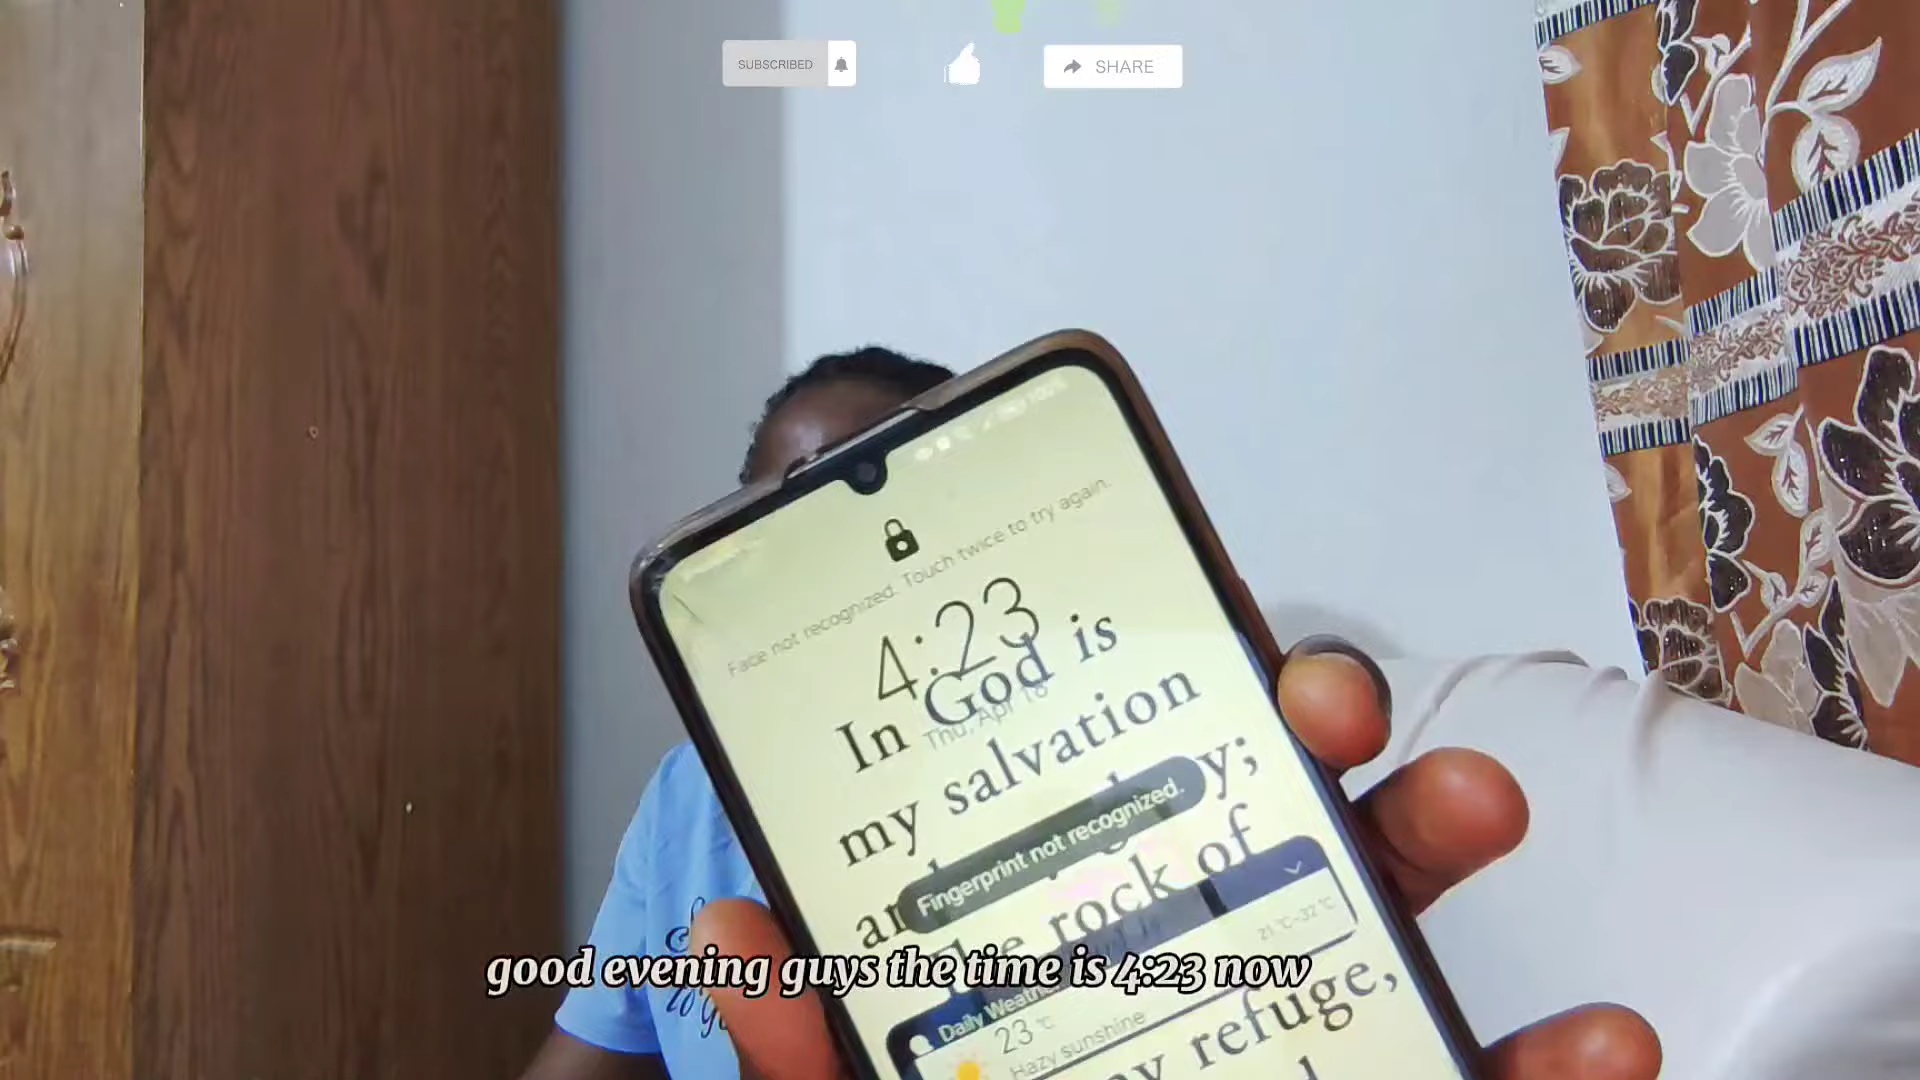 SUBSCRIBED
SHARE
Face not recognized. Touch twice to try again.
4:23
Thu, Apr 18
In God is
my salvation
y;
rock of
my refuge,
Fingerprint not recognized.
21 °C~32 °C
Daily Weather
23 °C
Hazy sunshine
good evening guys the time is 4:23 now